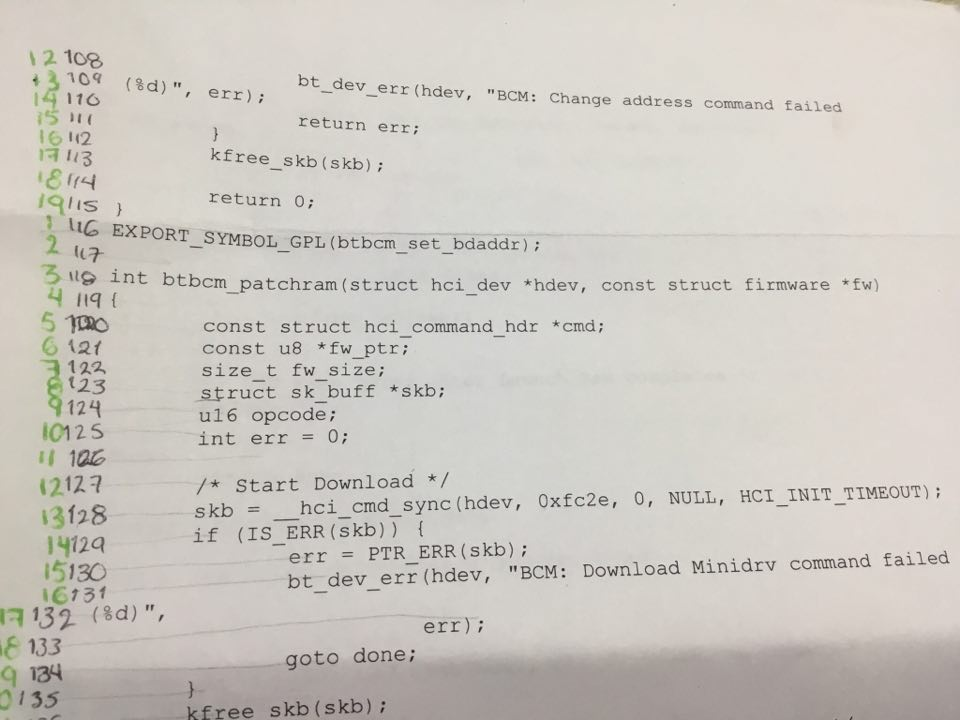 12 108
13 109 bt_dev_err(hdev, "BCM: Change address command failed
14 110 (%d)", err);
15 111 return err;
16 112 }
17 113 kfree_skb(skb);
18 114
return 0;
19 115 }
1 116 EXPORT_SYMBOL_GPL(btbcm_set_bdaddr);
2 117
3 118 int btbcm_patchram(struct hci_dev *hdev, const struct firmware *fw)
4 119 {
5 120 const struct hci_command_hdr *cmd;
6 121 const u8 *fw_ptr;
7 122 size_t fw_size;
8 123 struct sk_buff *skb;
9 124 u16 opcode;
10 125 int err = 0;
11 126
12 127 /* Start Download */
13 128 skb = __hci_cmd_sync(hdev, 0xfc2e, 0, NULL, HCI_INIT_TIMEOUT);
14 129 if (IS_ERR(skb)) {
err = PTR_ERR(skb);
15 130 bt_dev_err(hdev, "BCM: Download Minidrv command failed
16 131
17 132 (%d)",
err);
8 133
goto done;
9 134
0 135 }
kfree_skb(skb);